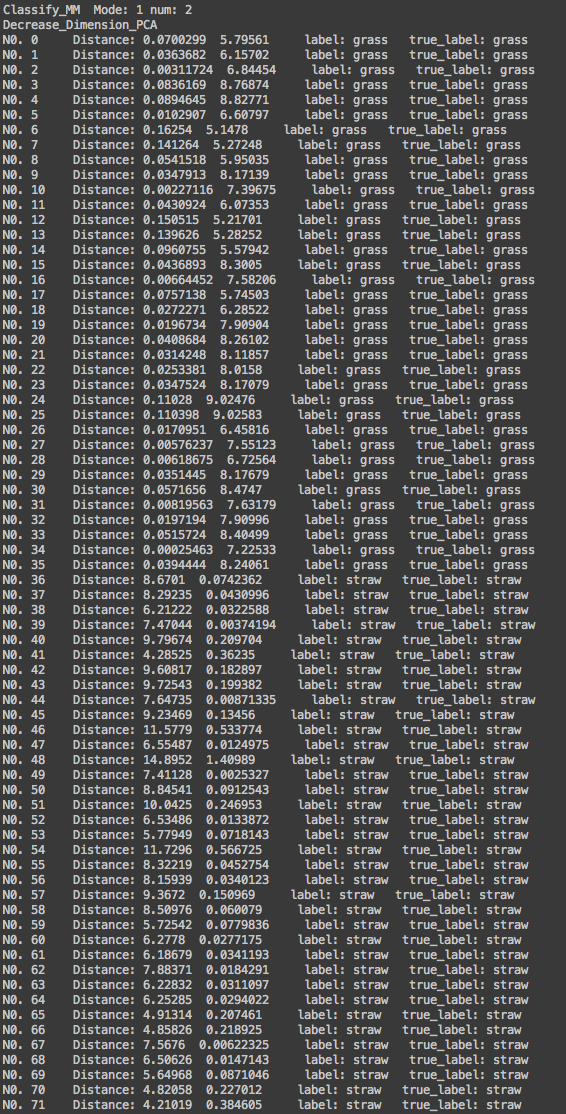 Classify_MM  Mode: 1 num: 2
Decrease_Dimension_PCA
N0. 0     Distance: 0.0700299  5.79561     label: grass   true_label: grass
N0. 1     Distance: 0.0363682  6.15702     label: grass   true_label: grass
N0. 2     Distance: 0.00311724  6.84454     label: grass   true_label: grass
N0. 3     Distance: 0.0836169  8.76874     label: grass   true_label: grass
N0. 4     Distance: 0.0894645  8.82771     label: grass   true_label: grass
N0. 5     Distance: 0.0102907  6.60797     label: grass   true_label: grass
N0. 6     Distance: 0.16254  5.1478     label: grass   true_label: grass
N0. 7     Distance: 0.141264  5.27248     label: grass   true_label: grass
N0. 8     Distance: 0.0541518  5.95035     label: grass   true_label: grass
N0. 9     Distance: 0.0347913  8.17139     label: grass   true_label: grass
N0. 10    Distance: 0.00227116  7.39675     label: grass   true_label: grass
N0. 11    Distance: 0.0430924  6.07353     label: grass   true_label: grass
N0. 12    Distance: 0.150515  5.21701     label: grass   true_label: grass
N0. 13    Distance: 0.139626  5.28252     label: grass   true_label: grass
N0. 14    Distance: 0.0960755  5.57942     label: grass   true_label: grass
N0. 15    Distance: 0.0436893  8.3005     label: grass   true_label: grass
N0. 16    Distance: 0.00664452  7.58206     label: grass   true_label: grass
N0. 17    Distance: 0.0757138  5.74503     label: grass   true_label: grass
N0. 18    Distance: 0.0272271  6.28522     label: grass   true_label: grass
N0. 19    Distance: 0.0196734  7.90904     label: grass   true_label: grass
N0. 20    Distance: 0.0408684  8.26102     label: grass   true_label: grass
N0. 21    Distance: 0.0314248  8.11857     label: grass   true_label: grass
N0. 22    Distance: 0.0253381  8.0158     label: grass   true_label: grass
N0. 23    Distance: 0.0347524  8.17079     label: grass   true_label: grass
N0. 24    Distance: 0.11028  9.02476     label: grass   true_label: grass
N0. 25    Distance: 0.110398  9.02583     label: grass   true_label: grass
N0. 26    Distance: 0.0170951  6.45816     label: grass   true_label: grass
N0. 27    Distance: 0.00576237  7.55123     label: grass   true_label: grass
N0. 28    Distance: 0.00618675  6.72564     label: grass   true_label: grass
N0. 29    Distance: 0.0351445  8.17679     label: grass   true_label: grass
N0. 30    Distance: 0.0571656  8.4747     label: grass   true_label: grass
N0. 31    Distance: 0.00819563  7.63179     label: grass   true_label: grass
N0. 32    Distance: 0.0197194  7.90996     label: grass   true_label: grass
N0. 33    Distance: 0.0515724  8.40499     label: grass   true_label: grass
N0. 34    Distance: 0.00025463  7.22533     label: grass   true_label: grass
N0. 35    Distance: 0.0394444  8.24061     label: grass   true_label: grass
N0. 36    Distance: 8.6701  0.0742362     label: straw   true_label: straw
N0. 37    Distance: 8.29235  0.0430996     label: straw   true_label: straw
N0. 38    Distance: 6.21222  0.0322588     label: straw   true_label: straw
N0. 39    Distance: 7.47044  0.00374194     label: straw   true_label: straw
N0. 40    Distance: 9.79674  0.209704     label: straw   true_label: straw
N0. 41    Distance: 4.28525  0.36235     label: straw   true_label: straw
N0. 42    Distance: 9.60817  0.182897     label: straw   true_label: straw
N0. 43    Distance: 9.72543  0.199382     label: straw   true_label: straw
N0. 44    Distance: 7.64735  0.00871335     label: straw   true_label: straw
N0. 45    Distance: 9.23469  0.13456     label: straw   true_label: straw
N0. 46    Distance: 11.5779  0.533774     label: straw   true_label: straw
N0. 47    Distance: 6.55487  0.0124975     label: straw   true_label: straw
N0. 48    Distance: 14.8952  1.40989     label: straw   true_label: straw
N0. 49    Distance: 7.41128  0.0025327     label: straw   true_label: straw
N0. 50    Distance: 8.84541  0.0912543     label: straw   true_label: straw
N0. 51    Distance: 10.0425  0.246953     label: straw   true_label: straw
N0. 52    Distance: 6.53486  0.0133872     label: straw   true_label: straw
N0. 53    Distance: 5.77949  0.0718143     label: straw   true_label: straw
N0. 54    Distance: 11.7296  0.566725     label: straw   true_label: straw
N0. 55    Distance: 8.32219  0.0452754     label: straw   true_label: straw
N0. 56    Distance: 8.15939  0.0340123     label: straw   true_label: straw
N0. 57    Distance: 9.3672  0.150969     label: straw   true_label: straw
N0. 58    Distance: 8.50976  0.060079     label: straw   true_label: straw
N0. 59    Distance: 5.72542  0.0779836     label: straw   true_label: straw
N0. 60    Distance: 6.2778  0.0277175     label: straw   true_label: straw
N0. 61    Distance: 6.18679  0.0341193     label: straw   true_label: straw
N0. 62    Distance: 7.88371  0.0184291     label: straw   true_label: straw
N0. 63    Distance: 6.22832  0.0311097     label: straw   true_label: straw
N0. 64    Distance: 6.25285  0.0294022     label: straw   true_label: straw
N0. 65    Distance: 4.91314  0.207461     label: straw   true_label: straw
N0. 66    Distance: 4.85826  0.218925     label: straw   true_label: straw
N0. 67    Distance: 7.5676  0.00622325     label: straw   true_label: straw
N0. 68    Distance: 6.50626  0.0147143     label: straw   true_label: straw
N0. 69    Distance: 5.64968  0.0871046     label: straw   true_label: straw
N0. 70    Distance: 4.82058  0.227012     label: straw   true_label: straw
N0. 71    Distance: 4.21019  0.384605     label: straw   true_label: straw